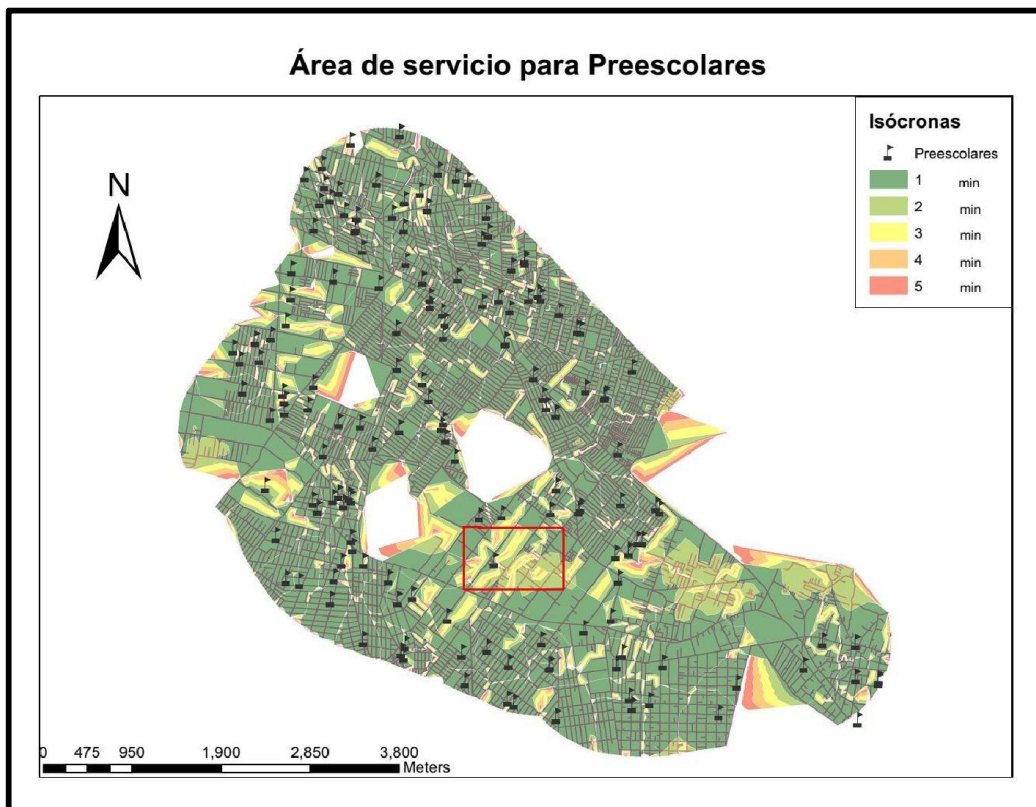 Área de servicio para Preescolares
Isócronas
Preescolares
1 min
2 min
3 min
4 min
5 min
N
0 475 950 1,900 2,850 3,800
Meters